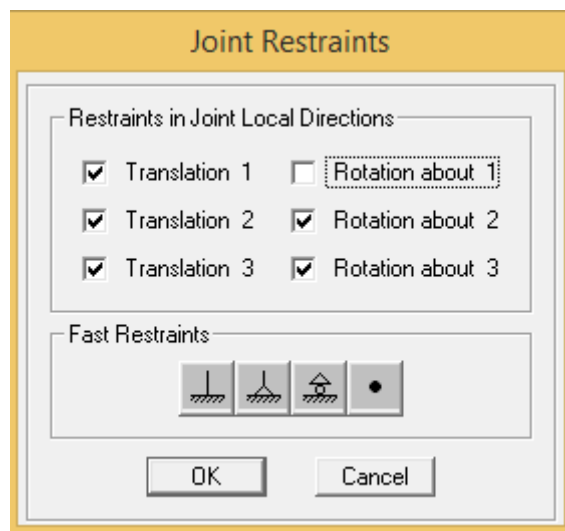 Joint Restraints
Restraints in Joint Local Directions
Translation 1 Rotation about 1
Translation 2 Rotation about 2
Translation 3 Rotation about 3
Fast Restraints
OK Cancel